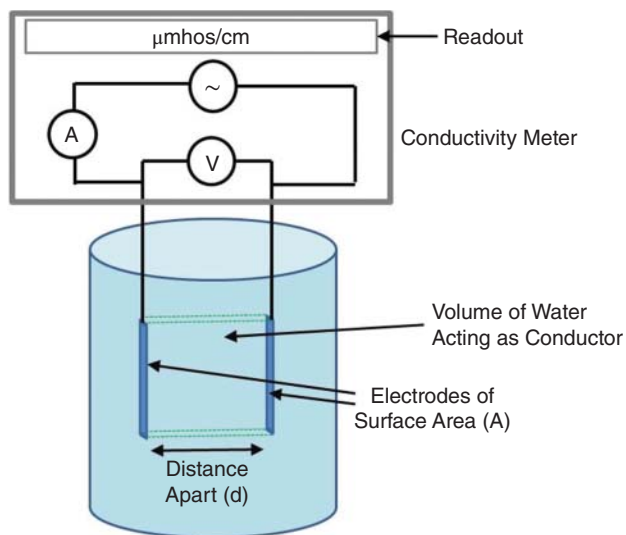 μmhos/cm
Readout
~
A
V
Conductivity Meter
Volume of Water
Acting as Conductor
Electrodes of
Surface Area (A)
Distance
Apart (d)